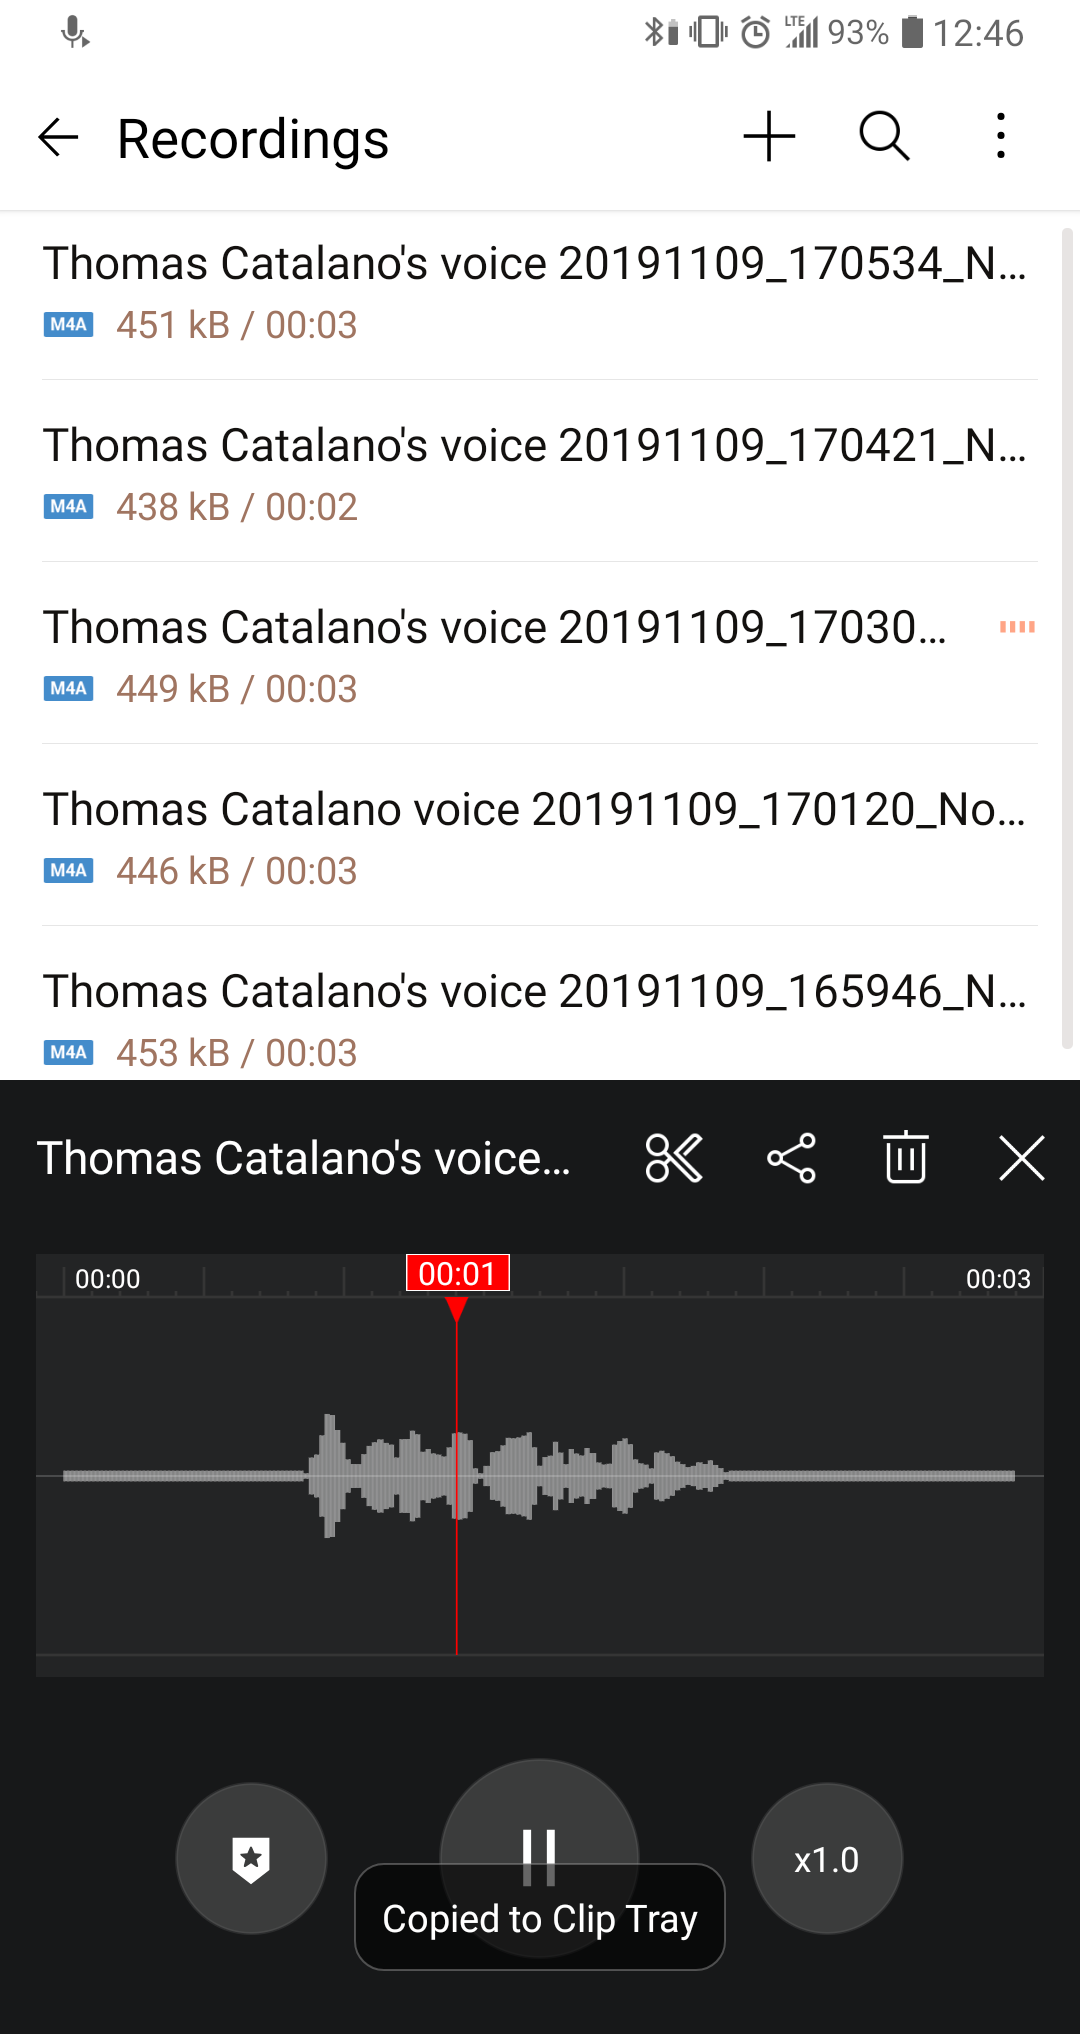 LTE 93% 12:46
Recordings
Thomas Catalano's voice 20191109_170534_N...
M4A 451 kB / 00:03
Thomas Catalano's voice 20191109_170421_N...
M4A 438 kB / 00:02
Thomas Catalano's voice 20191109_17030...
M4A 449 kB / 00:03
Thomas Catalano voice 20191109_170120_No...
M4A 446 kB / 00:03
Thomas Catalano's voice 20191109_165946_N...
M4A 453 kB / 00:03
Thomas Catalano's voice...
00:00 00:01 00:03
x1.0
Copied to Clip Tray